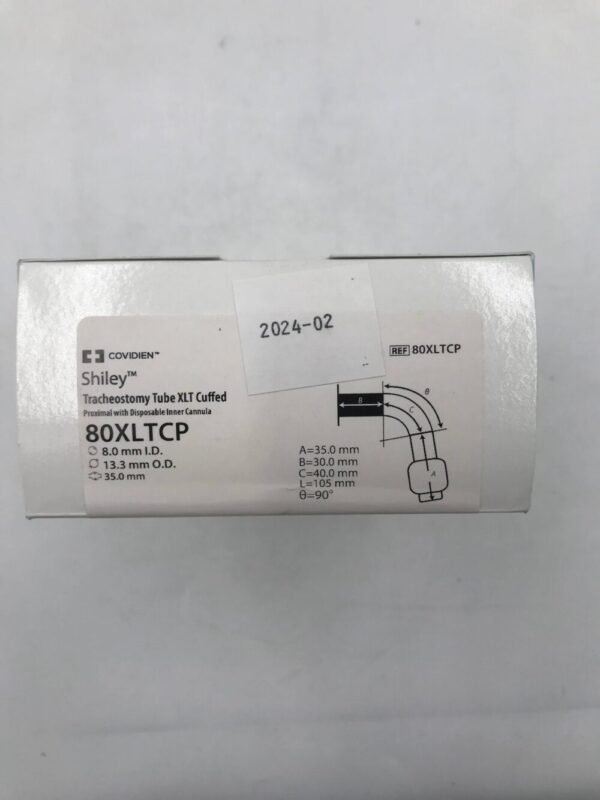 2024-02
COVIDIEN™
REF 80XLTCP
Shiley™
Tracheostomy Tube XLT Cuffed
Proximal with Disposable Inner Cannula
80XLTCP
8.0 mm I.D.
13.3 mm O.D.
35.0 mm
A=35.0 mm
B=30.0 mm
C=40.0 mm
L=105 mm
θ=90°
B
B
C
A